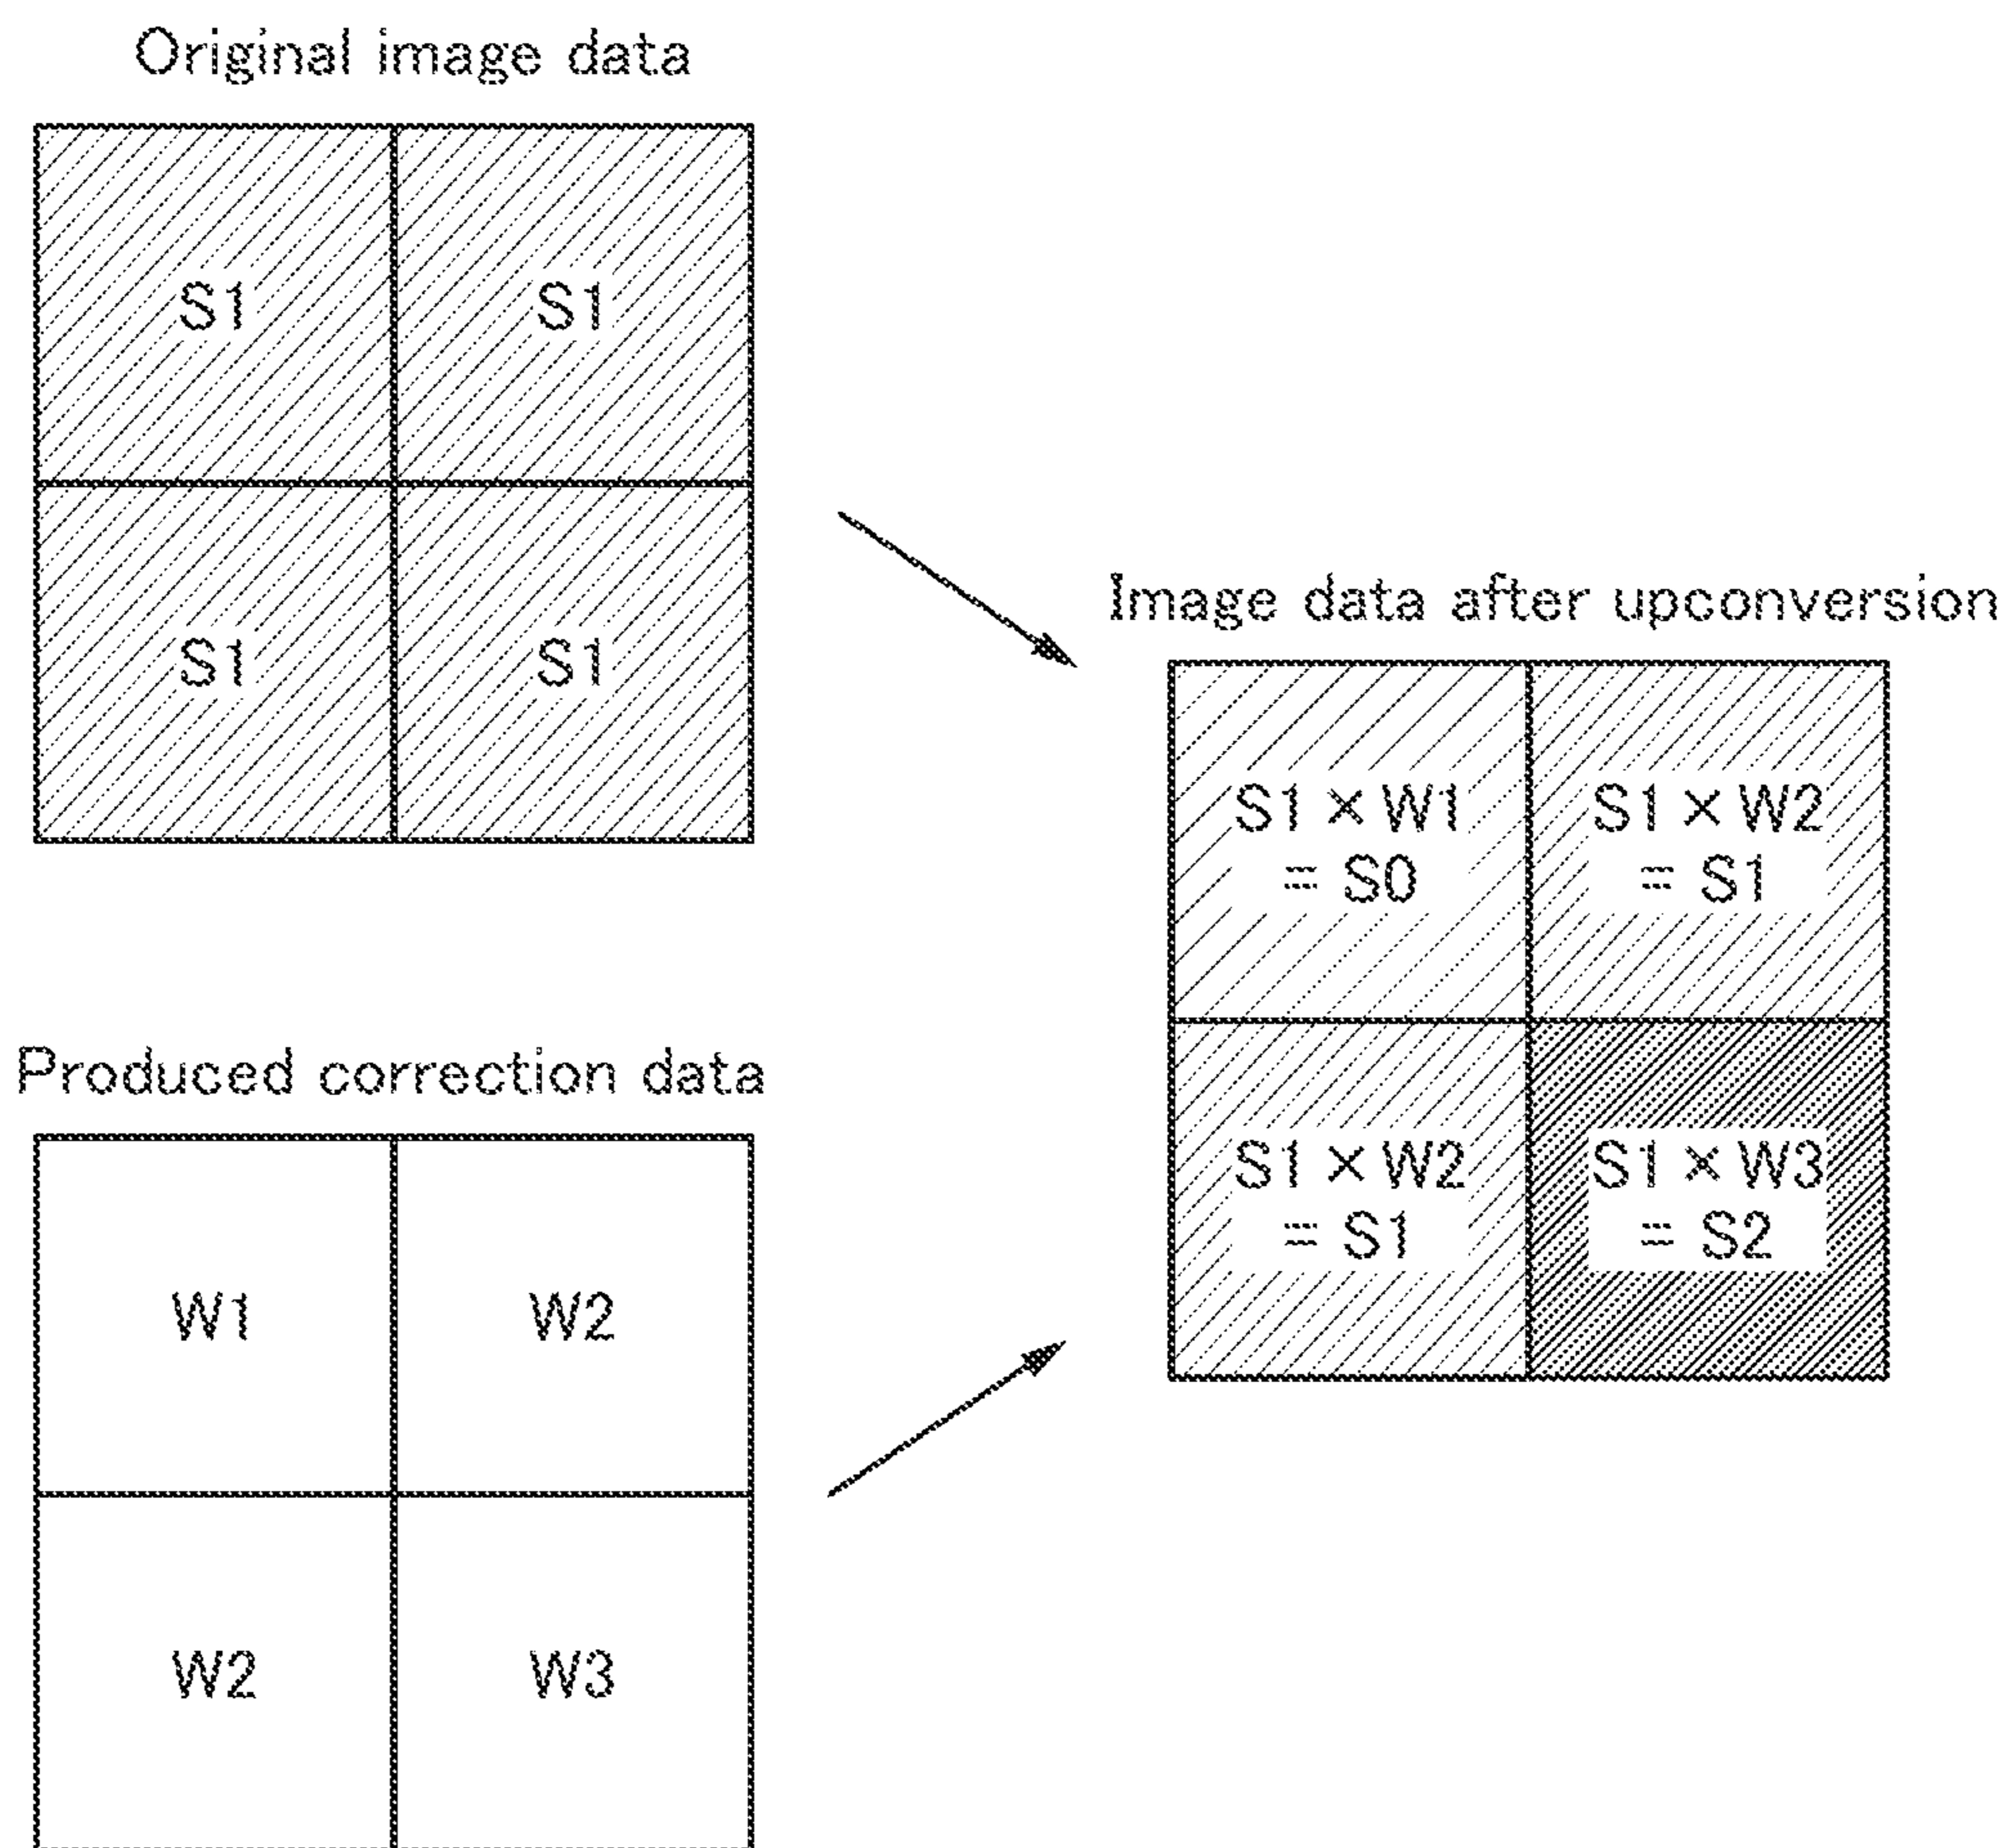 Original image data
S1 S1
S1 S1
Produced correction data
W1 W2
W2 W3
Image data after upconversion
S1 × W1 S1 × W2
= S0 = S1
S1 × W2 S1 × W3
= S1 = S2